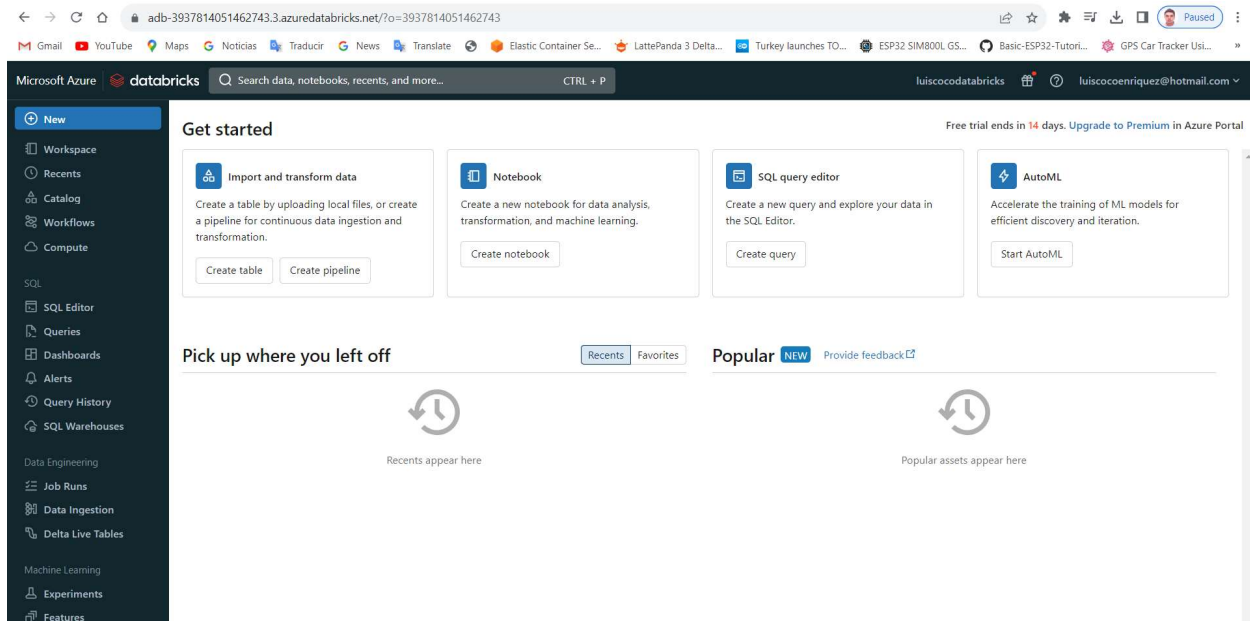 adb-3937814051462743.3.azuredatabricks.net/?o=3937814051462743
Paused
Gmail YouTube Maps Noticias Traducir News Translate Elastic Container Se... LattePanda 3 Delta... Turkey launches TO... ESP32 SIM800L GS... Basic-ESP32-Tutori... GPS Car Tracker Usi... »
Microsoft Azure databricks Search data, notebooks, recents, and more... CTRL + P luiscocodatabricks luiscocoenriquez@hotmail.com
New
Workspace
Recents
Catalog
Workflows
Compute
SQL
SQL Editor
Queries
Dashboards
Alerts
Query History
SQL Warehouses
Data Engineering
Job Runs
Data Ingestion
Delta Live Tables
Machine Learning
Experiments
Features
Get started
Free trial ends in 14 days. Upgrade to Premium in Azure Portal
Import and transform data
Create a table by uploading local files, or create
a pipeline for continuous data ingestion and
transformation.
Create table Create pipeline
Notebook
Create a new notebook for data analysis,
transformation, and machine learning.
Create notebook
SQL query editor
Create a new query and explore your data in
the SQL Editor.
Create query
AutoML
Accelerate the training of ML models for
efficient discovery and iteration.
Start AutoML
Pick up where you left off
Recents Favorites
Recents appear here
Popular NEW Provide feedback
Popular assets appear here